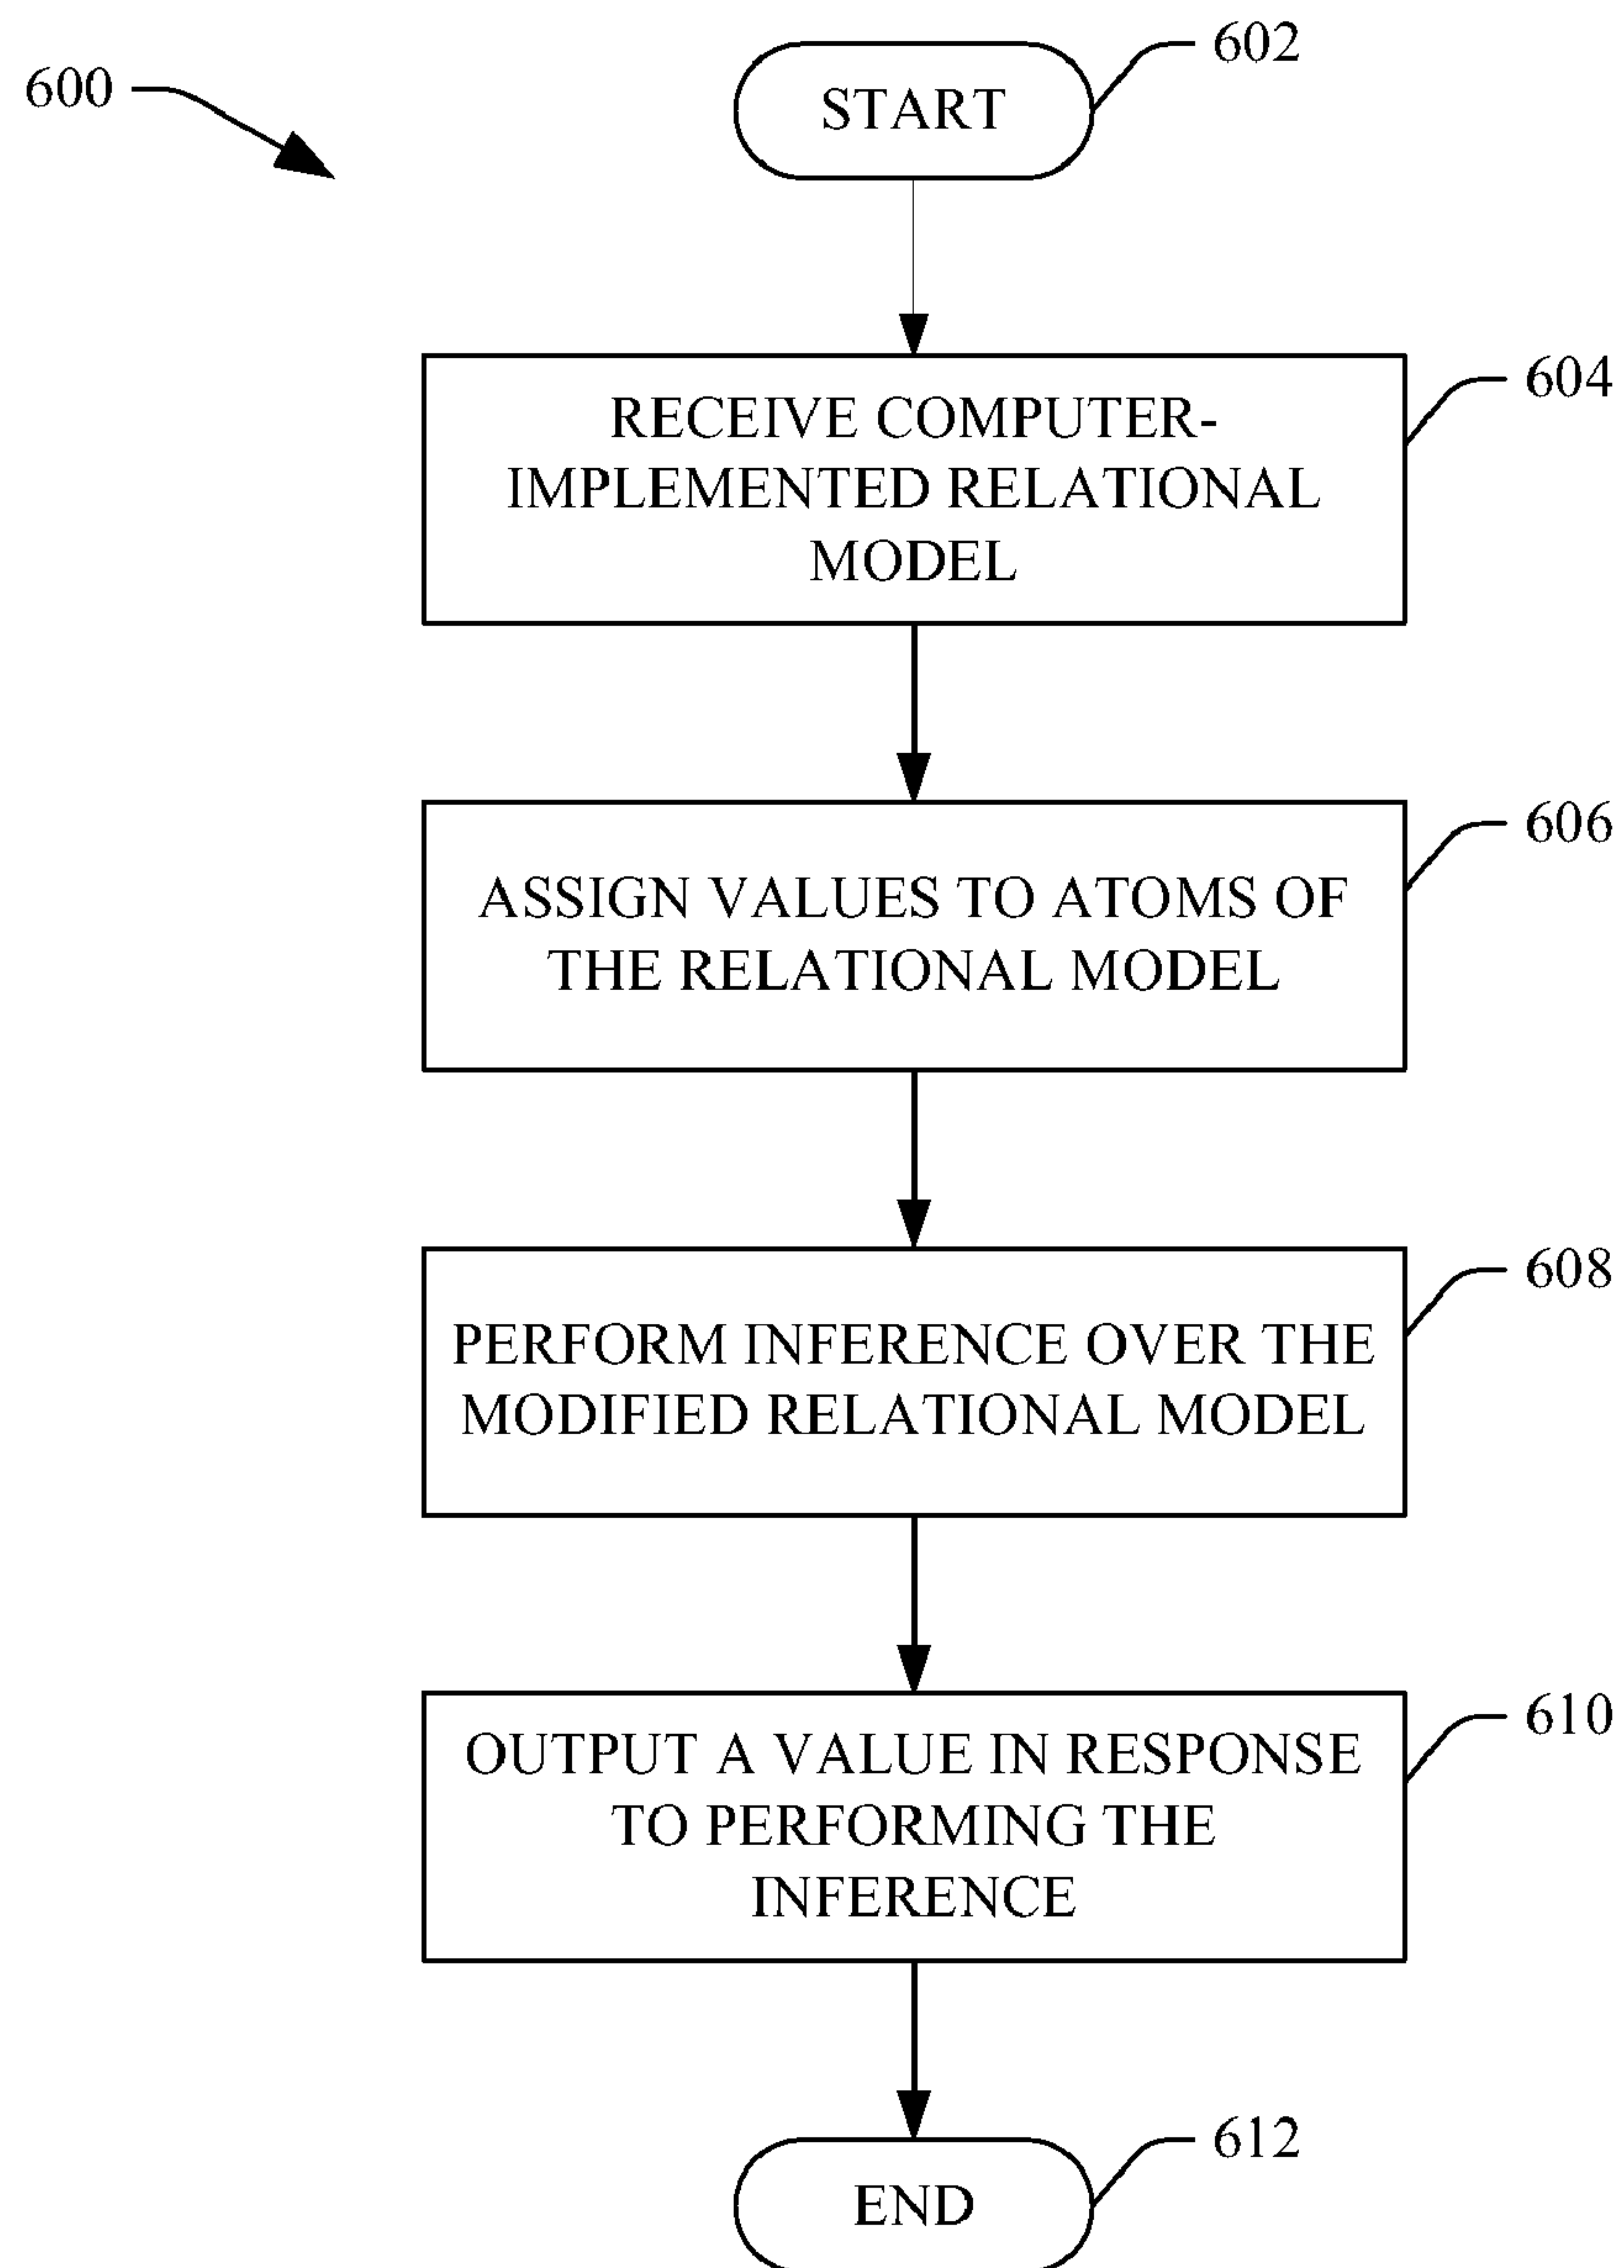 602
600
START
604
RECEIVE COMPUTER-
IMPLEMENTED RELATIONAL
MODEL
606
ASSIGN VALUES TO ATOMS OF
THE RELATIONAL MODEL
608
PERFORM INFERENCE OVER THE
MODIFIED RELATIONAL MODEL
610
OUTPUT A VALUE IN RESPONSE
TO PERFORMING THE
INFERENCE
612
END